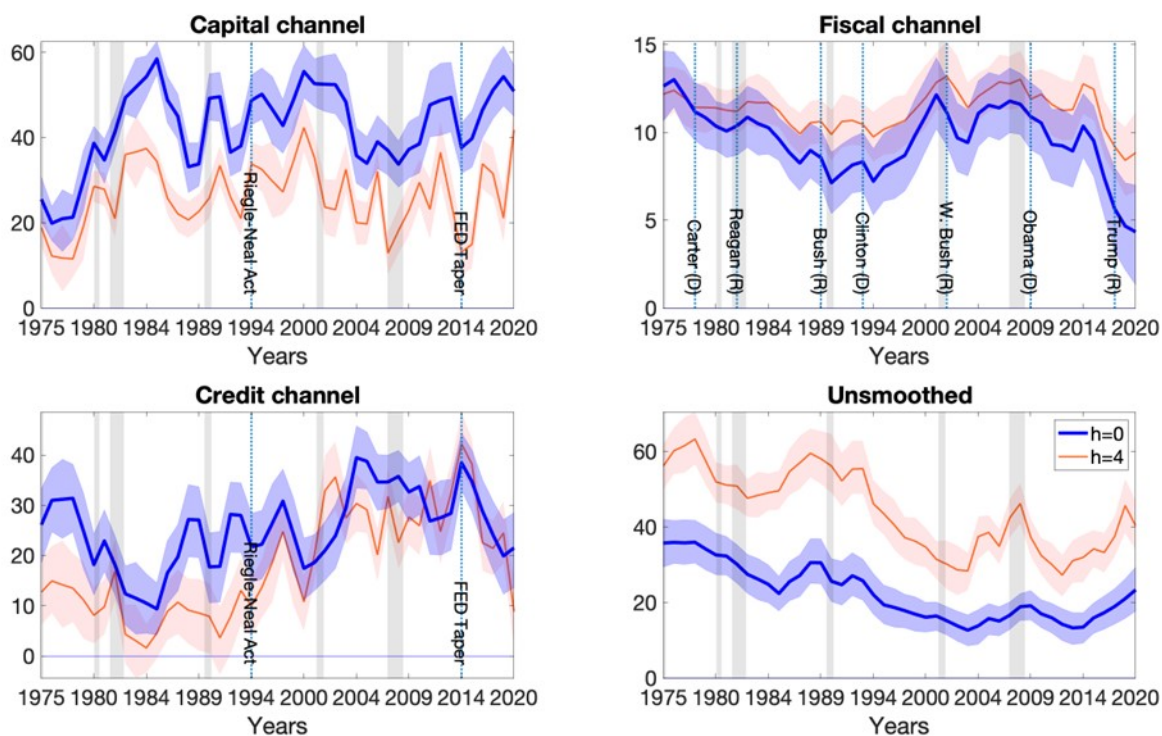 Capital channel
60
40
20
0
1975 1980 1984 1989 1994 2000 2004 2009 2014 2020
Years
Riegle-Neal Act
FED Taper
Fiscal channel
15
10
5
0
1975 1980 1984 1989 1994 2000 2004 2009 2014 2020
Years
Carter (D)
Reagan (R)
Bush (R)
Clinton (D)
W. Bush (R)
Obama (D)
Trump (R)
Credit channel
40
30
20
10
0
1975 1980 1984 1989 1994 2000 2004 2009 2014 2020
Years
Riegle-Neal Act
FED Taper
Unsmoothed
60
40
20
0
1975 1980 1984 1989 1994 2000 2004 2009 2014 2020
Years
h=0
h=4